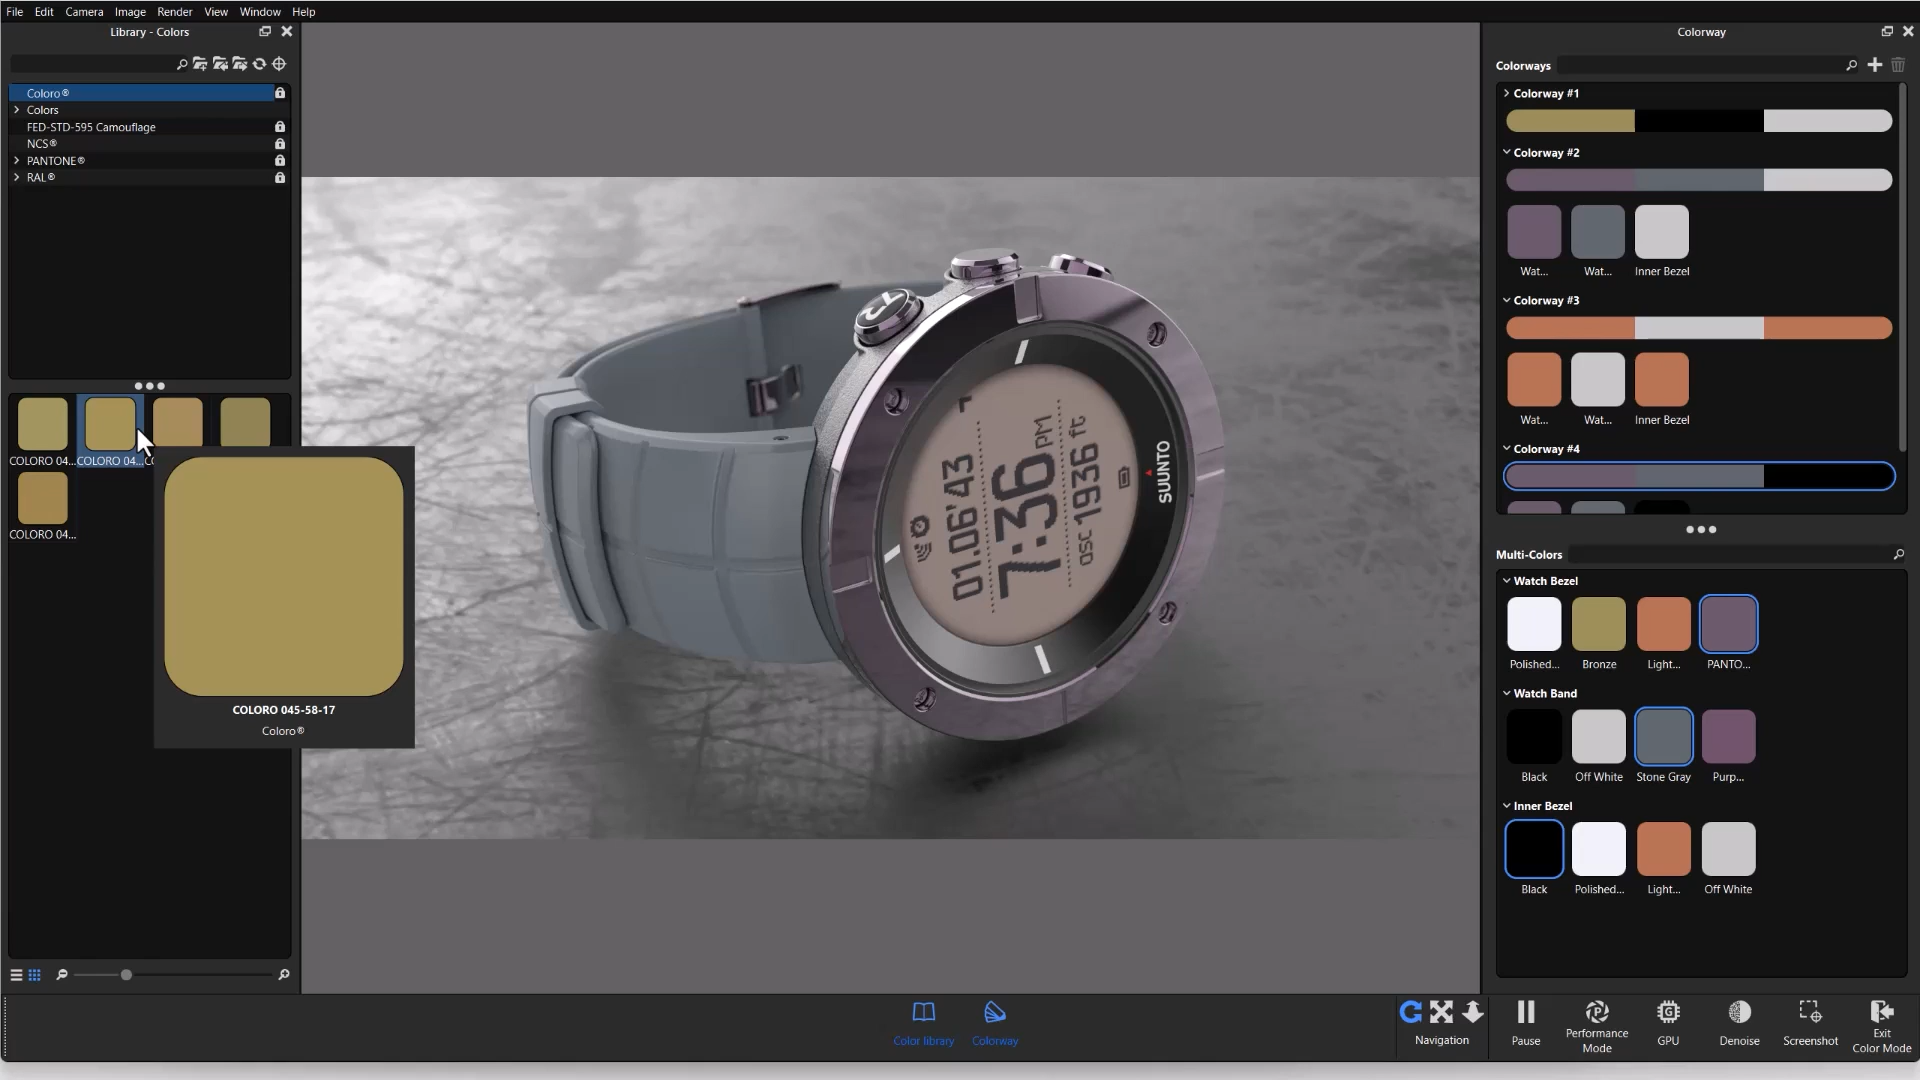 File Edit Camera Image Render View Window Help
Library - Colors
Coloro®
Colors
FED-STD-595 Camouflage
NCS®
PANTONE®
RAL®
COLORO 04... COLORO 04...
COLORO 04...
COLORO 045-58-17
Coloro®
01.06'43
7:36 PM
asc 1936 ft
SUUNTO
Colorway
Colorways
Colorway #1
Colorway #2
Wat... Wat... Inner Bezel
Colorway #3
Wat... Wat... Inner Bezel
Colorway #4
Multi-Colors
Watch Bezel
Polished... Bronze Light... PANTO...
Watch Band
Black Off White Stone Gray Purp...
Inner Bezel
Black Polished... Light... Off White
Color library Colorway
Navigation Pause Performance Mode GPU Denoise Screenshot Exit Color Mode